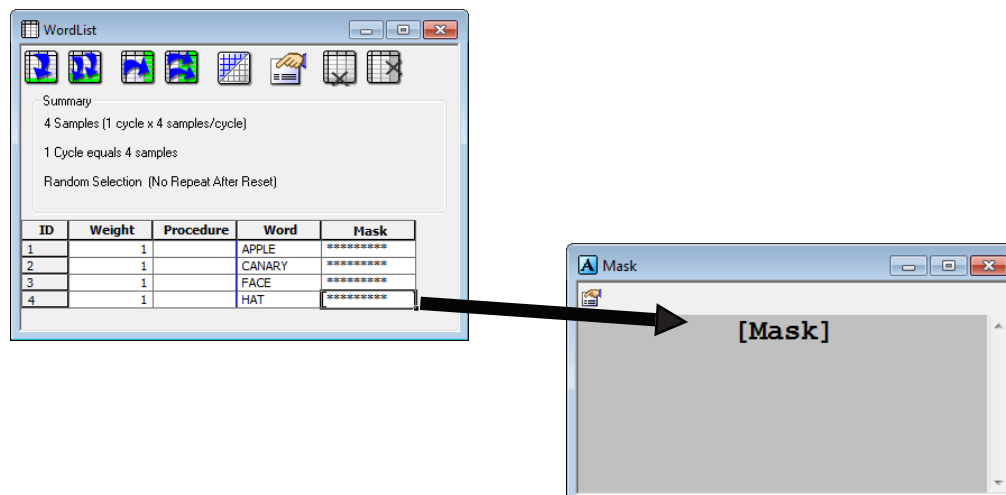 WordList
Summary
4 Samples (1 cycle x 4 samples/cycle)
1 Cycle equals 4 samples
Random Selection (No Repeat After Reset)
ID Weight Procedure Word Mask
1 1 APPLE *********
2 1 CANARY *********
3 1 FACE *********
4 1 HAT *********
A Mask
[Mask]